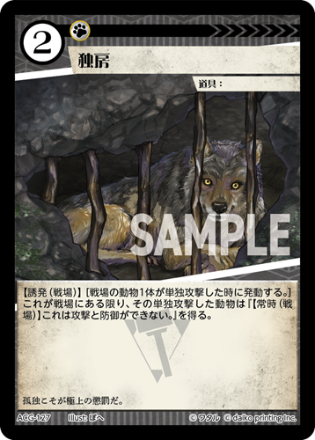 2
独房
道具：
SAMPLE
【誘発（戦場）】【戦場の動物1体が単独攻撃した時に発動する。】
これが戦場にある限り、その単独攻撃した動物は『【常時（戦
場）】これは攻撃と防御ができない。』を得る。
孤独こそが極上の懲罰だ。
ACG-127 Illust: ぽへ © ワタル © daiko printing inc.